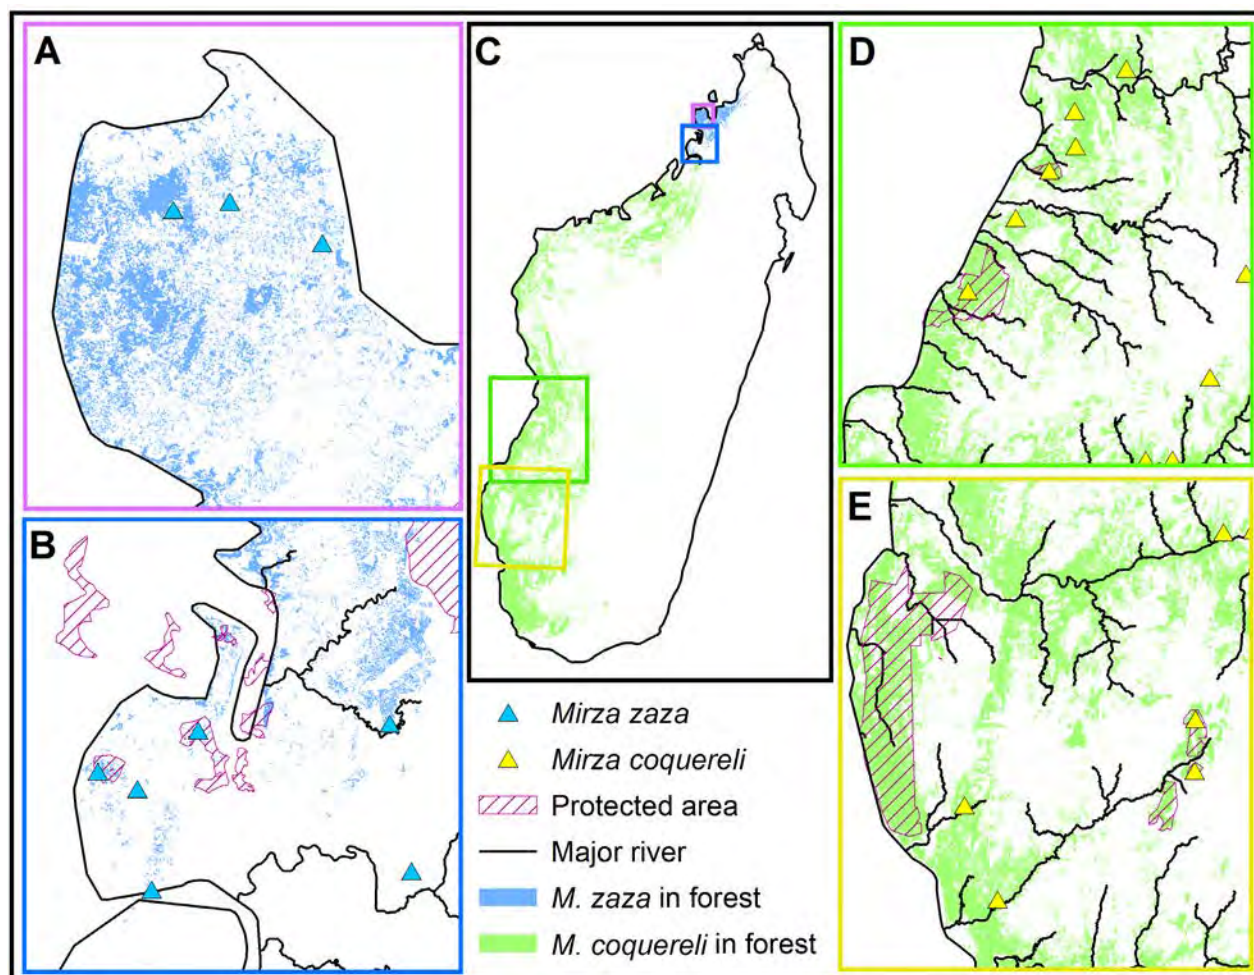 A
B
C
Mirza zaza
Mirza coquereli
Protected area
Major river
M. zaza in forest
M. coquereli in forest
D
E